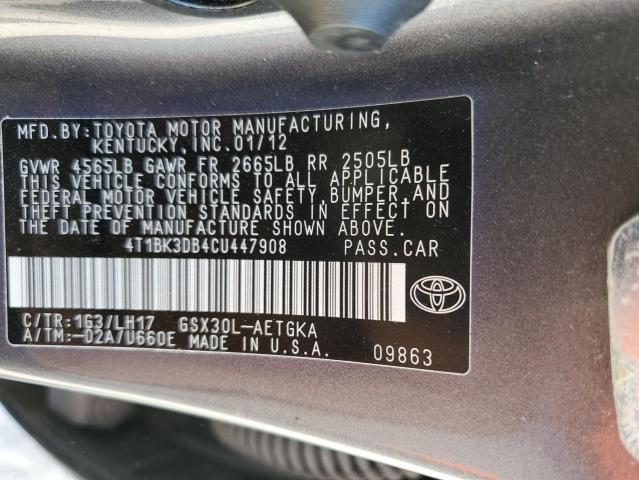 MFD.BY:TOYOTA MOTOR MANUFACTURING,
KENTUCKY,INC.01/12
GVWR 4565LB GAWR FR 2665LB RR 2505LB
THIS VEHICLE CONFORMS TO ALL APPLICABLE
FEDERAL MOTOR VEHICLE SAFETY,BUMPER,AND
THEFT PREVENTION STANDARDS IN EFFECT ON
THE DATE OF MANUFACTURE SHOWN ABOVE.
4T1BK3DB4CU447908 PASS.CAR
C/TR:1G3/LH17 GSX30L-AETGKA
A/TM:-02A/U660E MADE IN U.S.A.
09863